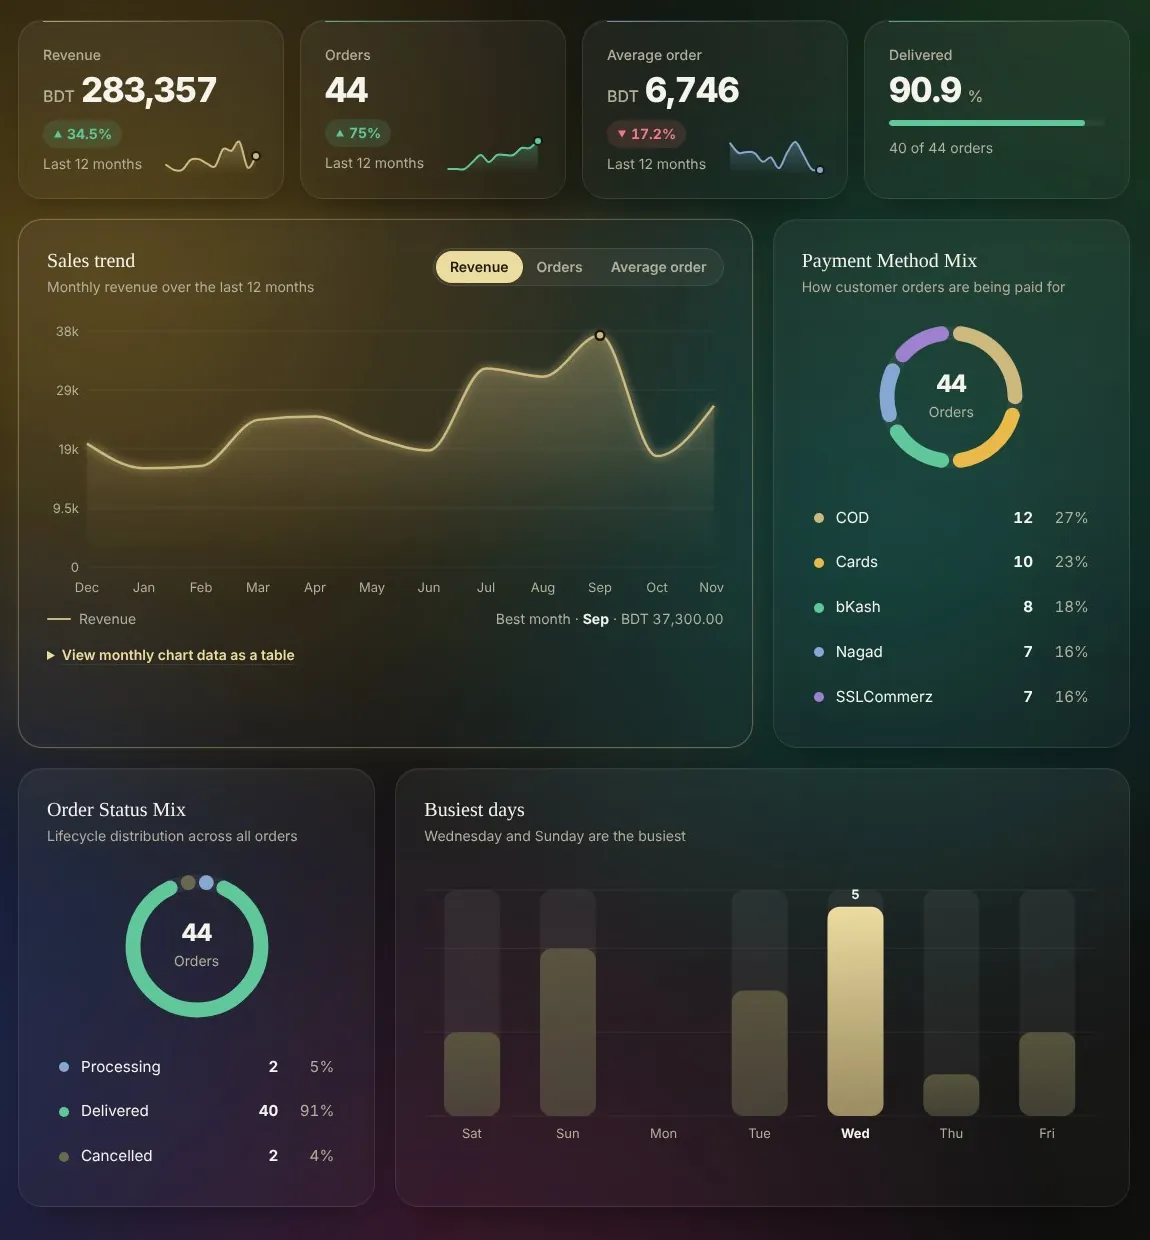 Revenue
BDT 283,357
▲ 34.5%
Last 12 months
Orders
44
▲ 75%
Last 12 months
Average order
BDT 6,746
▼ 17.2%
Last 12 months
Delivered
90.9 %
40 of 44 orders
Sales trend
Monthly revenue over the last 12 months
Revenue Orders Average order
38k
29k
19k
9.5k
0
Dec Jan Feb Mar Apr May Jun Jul Aug Sep Oct Nov
Revenue
Best month · Sep · BDT 37,300.00
▶ View monthly chart data as a table
Payment Method Mix
How customer orders are being paid for
44
Orders
COD 12 27%
Cards 10 23%
bKash 8 18%
Nagad 7 16%
SSLCommerz 7 16%
Order Status Mix
Lifecycle distribution across all orders
44
Orders
Processing 2 5%
Delivered 40 91%
Cancelled 2 4%
Busiest days
Wednesday and Sunday are the busiest
5
Sat Sun Mon Tue Wed Thu Fri